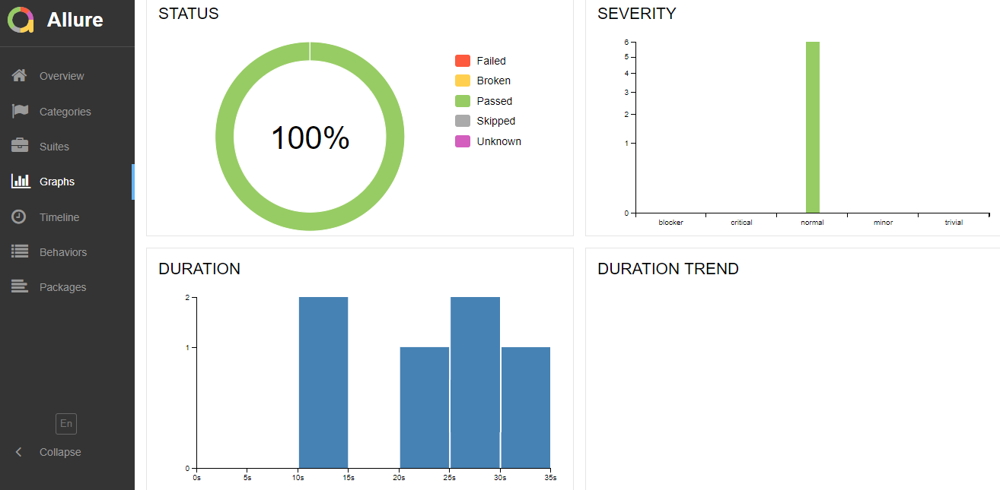 Allure
Overview
Categories
Suites
Graphs
Timeline
Behaviors
Packages
En
Collapse
STATUS
100%
Failed
Broken
Passed
Skipped
Unknown
SEVERITY
6
5
4
3
2
1
0
blocker critical normal minor trivial
DURATION
2
1
0
0s 5s 10s 15s 20s 25s 30s 35s
DURATION TREND